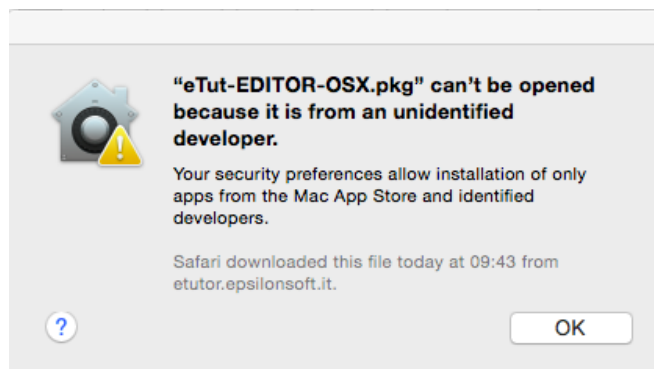 “eTut-EDITOR-OSX.pkg” can’t be opened
because it is from an unidentified
developer.
Your security preferences allow installation of only
apps from the Mac App Store and identified
developers.
Safari downloaded this file today at 09:43 from
etutor.epsilonsoft.it.
?
OK